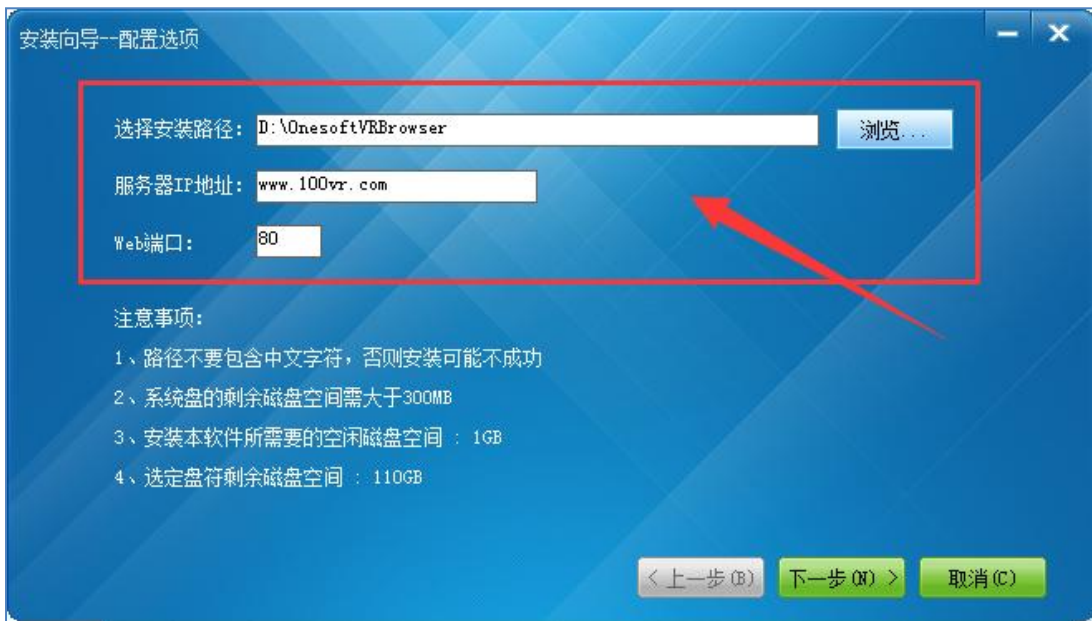 安装向导--配置选项
选择安装路径: D:\OnesoftVRBrowser 浏览...
服务器IP地址: www.100vr.com
Web端口: 80
注意事项:
1、路径不要包含中文字符，否则安装可能不成功
2、系统盘的剩余磁盘空间需大于300MB
3、安装本软件所需要的空闲磁盘空间 : 1GB
4、选定盘符剩余磁盘空间 : 110GB
< 上一步(B) 下一步(N) > 取消(C)